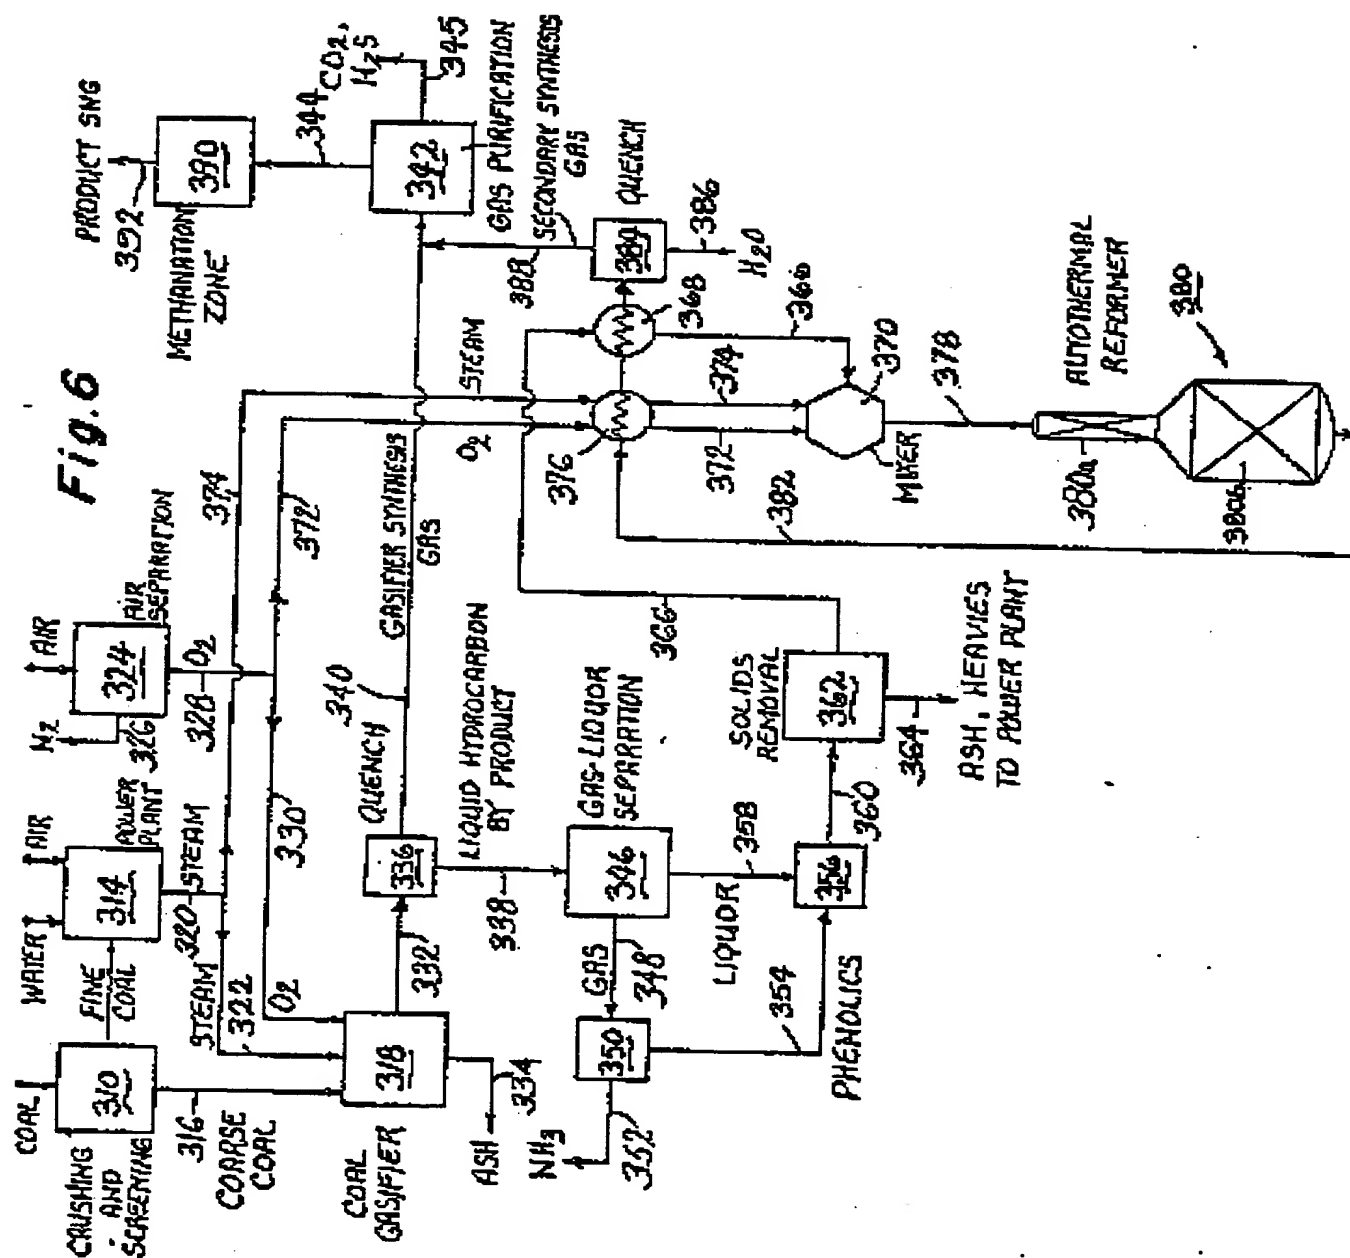 Fig. 6
COAL
CRUSHING
AND
SCREENING
310
316
COARSE
COAL
FINE
COAL
WATER
AIR
314
POWER
PLANT
320
STEAM
STEAM
322
N2
AIR
324
AIR
SEPARATION
326
328
O2
330
O2
374
372
COAL
GASIFIER
318
ASH
334
332
QUENCH
336
340
GASIFIER SYNTHESIS
GAS
338
LIQUID HYDROCARBON
BY PRODUCT
GAS-LIQUOR
SEPARATION
346
GAS
348
350
NH3
352
354
PHENOLICS
LIQUOR
358
356
360
SOLIDS
REMOVAL
362
364
ASH, HEAVIES
TO POWER PLANT
366
O2
STEAM
376
368
372
374
366
370
MIXER
378
382
AUTOTHERMAL
REFORMER
380
380a
380b
384
QUENCH
386
H2O
388
SECONDARY SYNTHESIS
GAS
342
GAS PURIFICATION
344
CO2,
H2S
345
METHANATION
ZONE
390
392
PRODUCT SNG